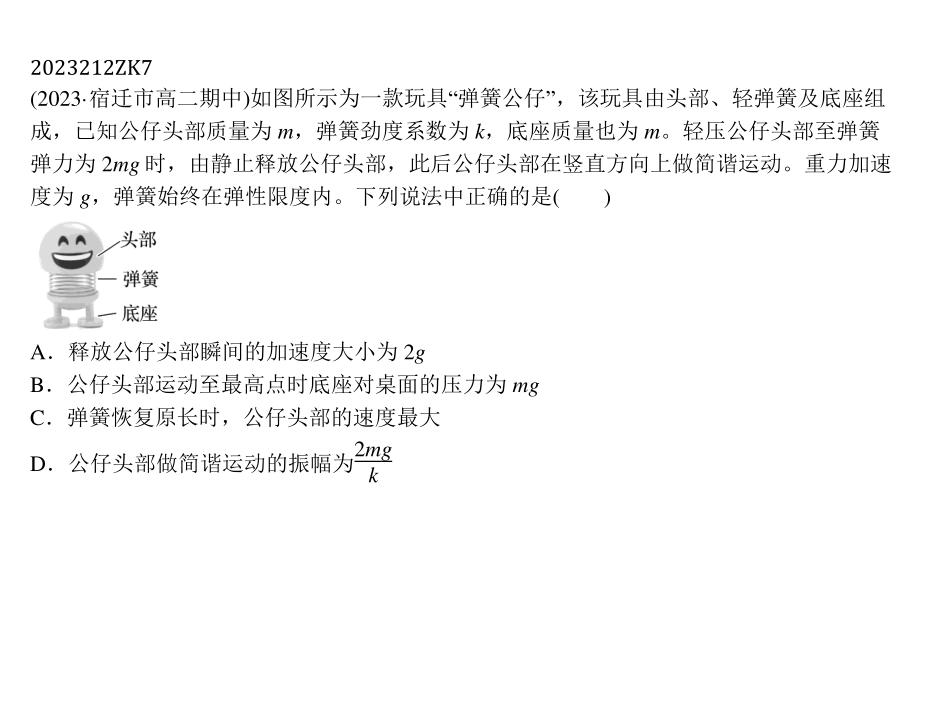 2023212ZK7
(2023·宿迁市高二期中)如图所示为一款玩具“弹簧公仔”，该玩具由头部、轻弹簧及底座组
成，已知公仔头部质量为 m，弹簧劲度系数为 k，底座质量也为 m。轻压公仔头部至弹簧
弹力为 2mg 时，由静止释放公仔头部，此后公仔头部在竖直方向上做简谐运动。重力加速
度为 g，弹簧始终在弹性限度内。下列说法中正确的是(　　)
头部
弹簧
底座
A．释放公仔头部瞬间的加速度大小为 2g
B．公仔头部运动至最高点时底座对桌面的压力为 mg
C．弹簧恢复原长时，公仔头部的速度最大
D．公仔头部做简谐运动的振幅为2mg/k